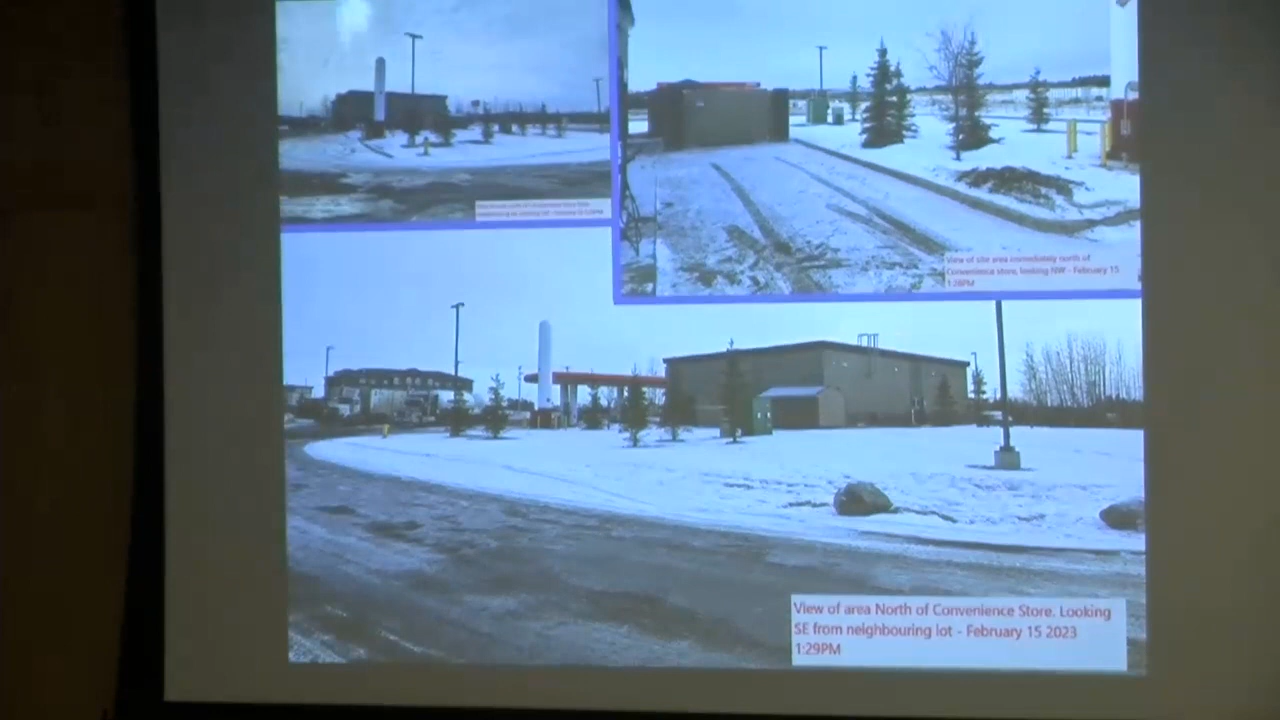 View of site area immediately north of
Convenience store, looking NW - February 15
1:28PM
View of area North of Convenience Store. Looking
SE from neighbouring lot - February 15 2023
1:29PM